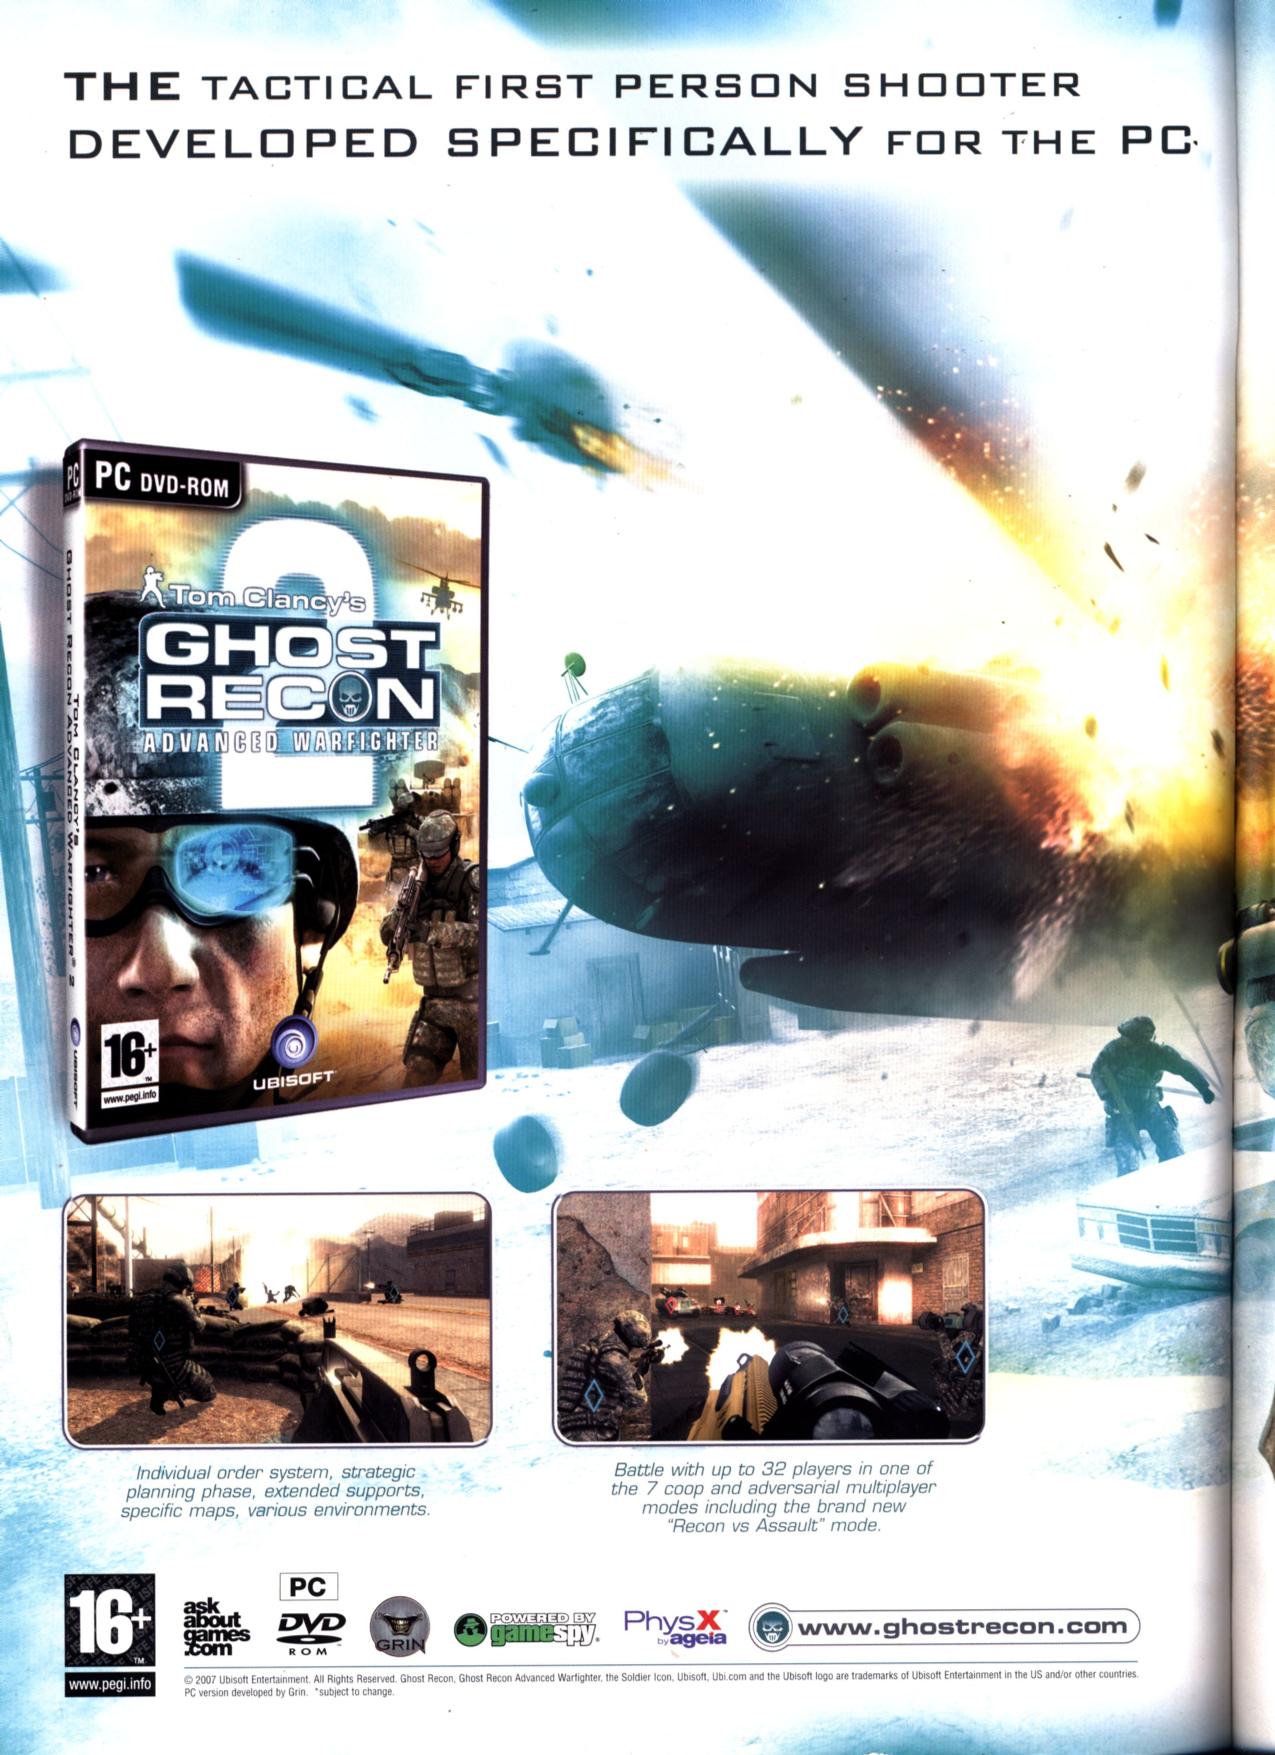 THE TACTICAL FIRST PERSON SHOOTER
DEVELOPED SPECIFICALLY FOR THE PC
PC DVD-ROM
PC
DVD-ROM
TOM CLANCY'S
GHOST RECON ADVANCED WARFIGHTER® 2
UBISOFT
2
Tom Clancy's
GHOST
RECON
ADVANCED WARFIGHTER
16+
www.pegi.info
UBISOFT
Individual order system, strategic
planning phase, extended supports,
specific maps, various environments.
Battle with up to 32 players in one of
the 7 coop and adversarial multiplayer
modes including the brand new
"Recon vs Assault" mode.
16+
TM
www.pegi.info
ask
about
games
.com
PC
DVD
ROM
GRIN
POWERED BY
gamespy
PhysX™
by ageia
www.ghostrecon.com
© 2007 Ubisoft Entertainment. All Rights Reserved. Ghost Recon, Ghost Recon Advanced Warfighter, the Soldier Icon, Ubisoft, Ubi.com and the Ubisoft logo are trademarks of Ubisoft Entertainment in the US and/or other countries.
PC version developed by Grin. *subject to change.